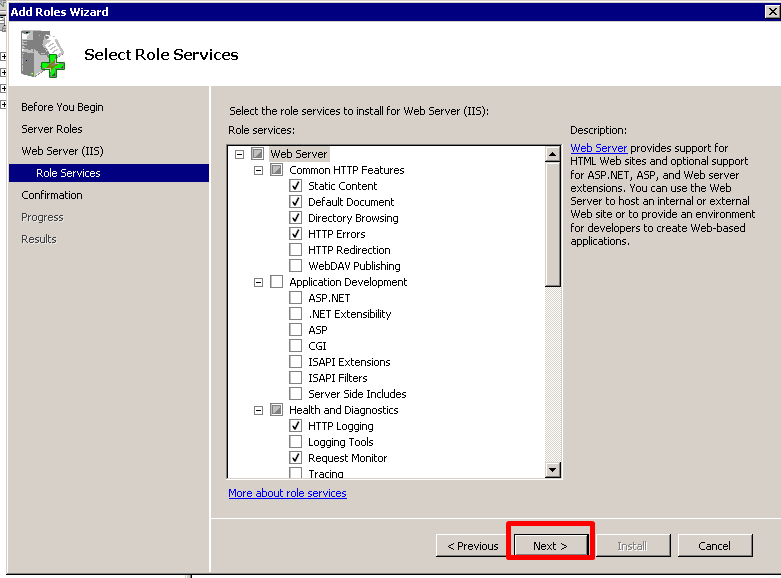 Add Roles Wizard
Select Role Services
Before You Begin
Server Roles
Web Server (IIS)
Role Services
Confirmation
Progress
Results
Select the role services to install for Web Server (IIS):
Role services:
Web Server
Common HTTP Features
Static Content
Default Document
Directory Browsing
HTTP Errors
HTTP Redirection
WebDAV Publishing
Application Development
ASP.NET
.NET Extensibility
ASP
CGI
ISAPI Extensions
ISAPI Filters
Server Side Includes
Health and Diagnostics
HTTP Logging
Logging Tools
Request Monitor
Tracing
More about role services
Description:
Web Server provides support for
HTML Web sites and optional support
for ASP.NET, ASP, and Web server
extensions. You can use the Web
Server to host an internal or external
Web site or to provide an environment
for developers to create Web-based
applications.
< Previous
Next >
Install
Cancel